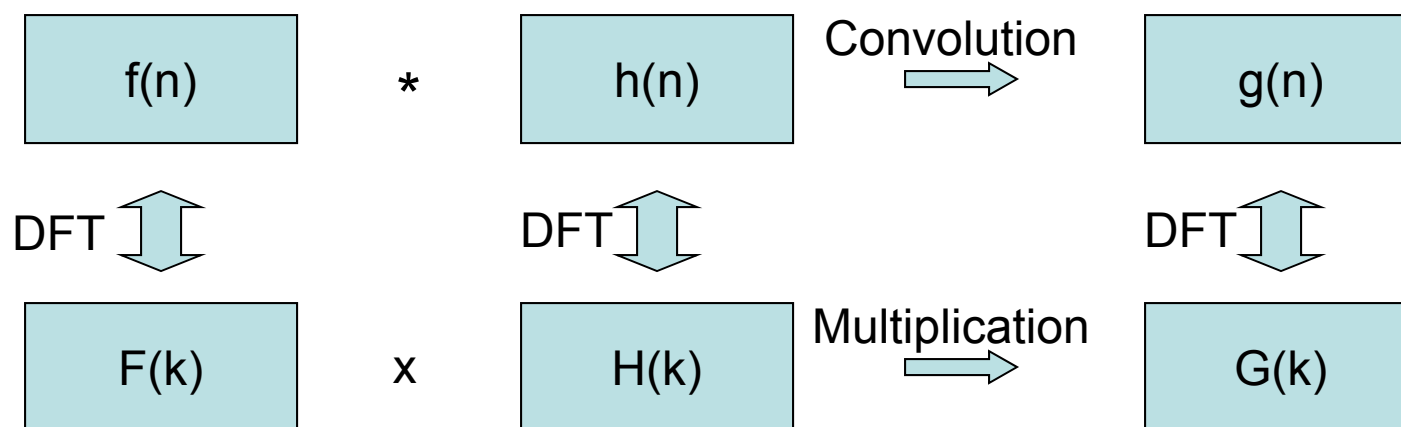 Convolution
f(n) * h(n) g(n)
DFT DFT DFT
Multiplication
F(k) x H(k) G(k)